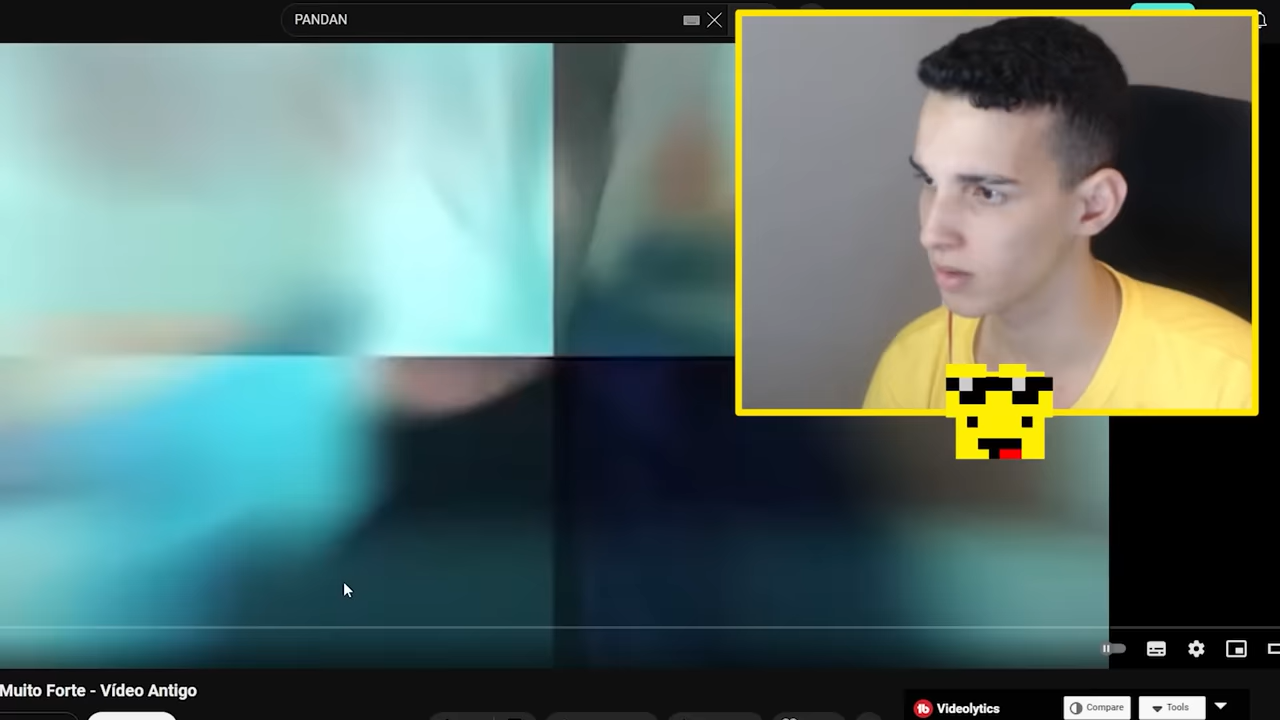 PANDAN
Muito Forte - Vídeo Antigo
Videolytics
Compare
Tools